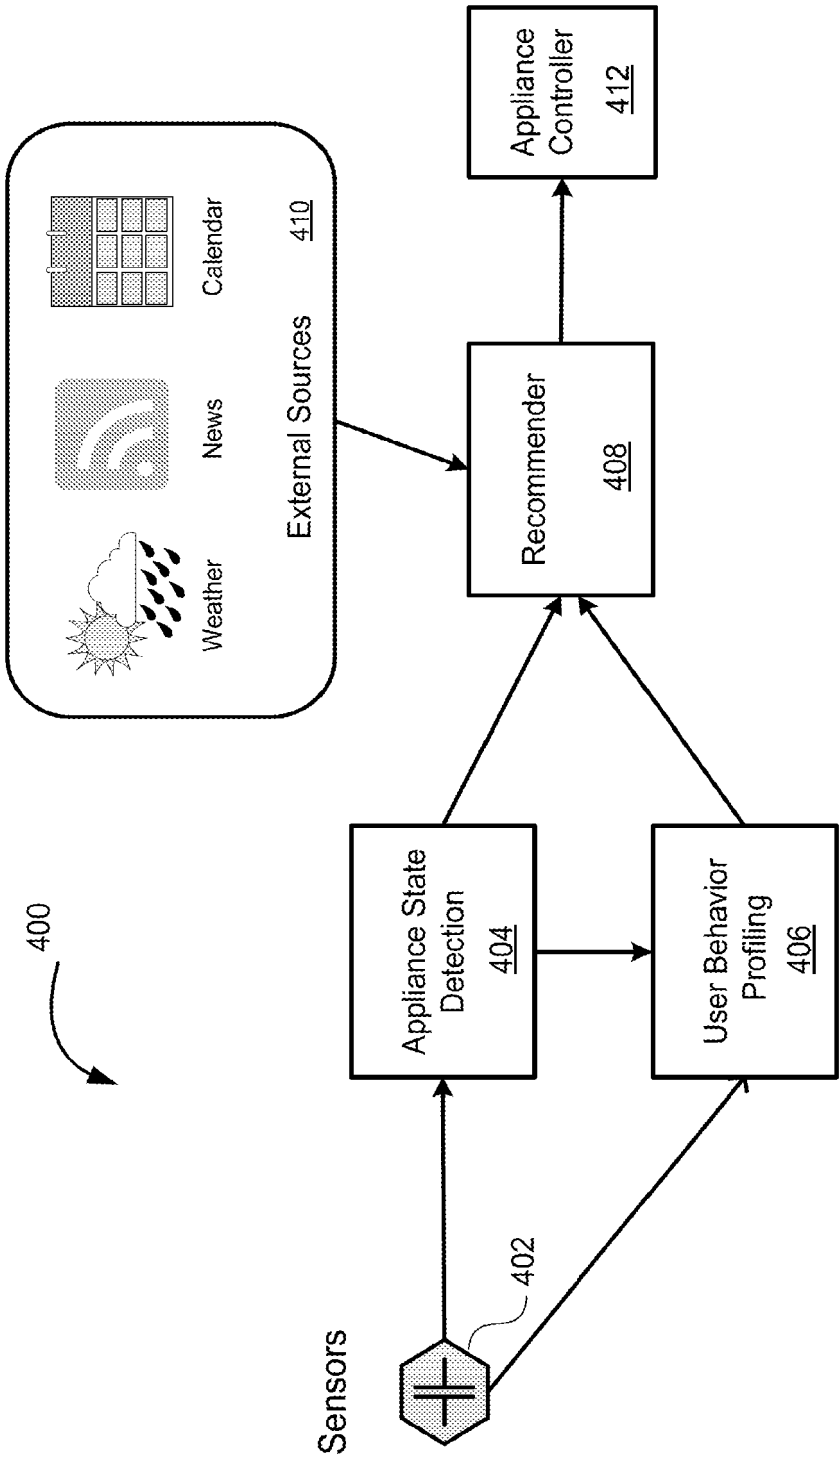 400
Weather
News
Calendar
External Sources
410
Sensors
402
Appliance State
Detection
404
User Behavior
Profiling
406
Recommender
408
Appliance
Controller
412